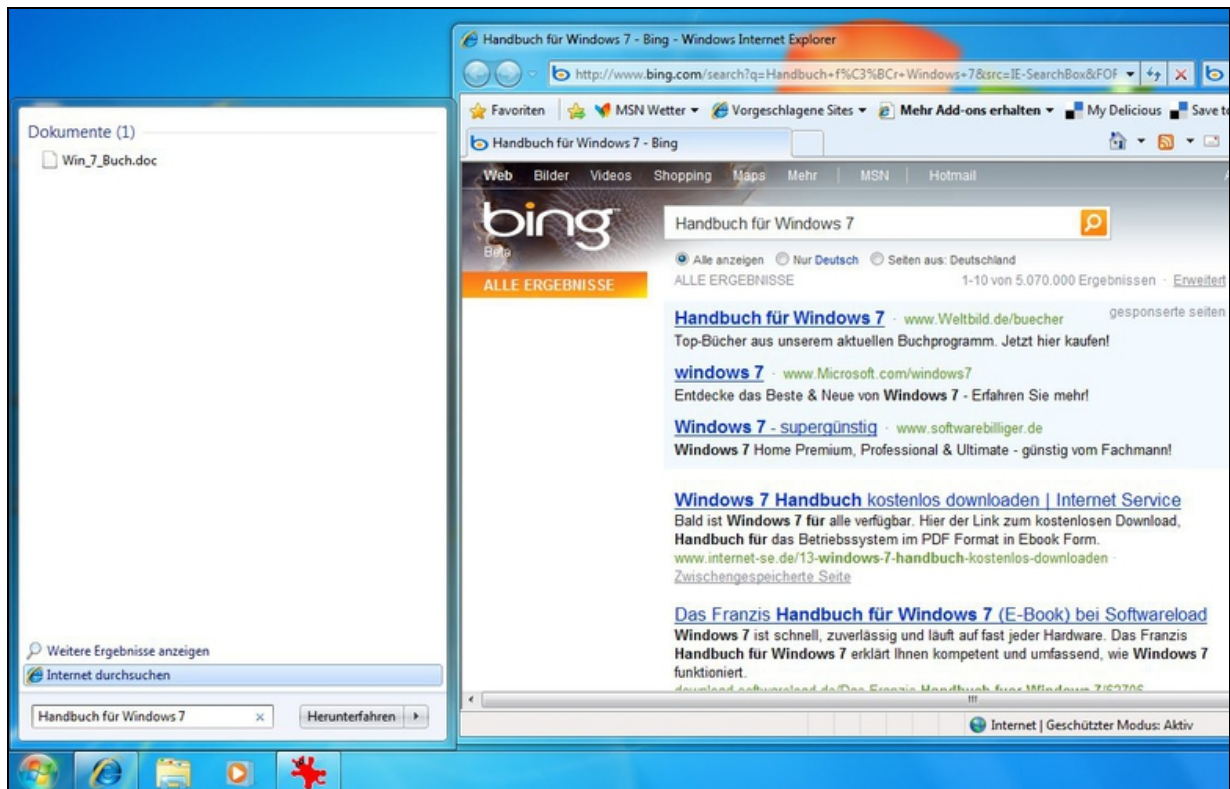 Dokumente (1)
Win_7_Buch.doc
Weitere Ergebnisse anzeigen
Internet durchsuchen
Handbuch für Windows 7
Herunterfahren
Handbuch für Windows 7 - Bing - Windows Internet Explorer
http://www.bing.com/search?q=Handbuch+f%C3%BCr+Windows+7&src=IE-SearchBox&FOF
Favoriten MSN Wetter Vorgeschlagene Sites Mehr Add-ons erhalten My Delicious Save to
Handbuch für Windows 7 - Bing
Web Bilder Videos Shopping Maps Mehr MSN Hotmail
bing
Beta
Handbuch für Windows 7
Alle anzeigen Nur Deutsch Seiten aus: Deutschland
ALLE ERGEBNISSE
ALLE ERGEBNISSE 1-10 von 5.070.000 Ergebnissen · Erweitert
Handbuch für Windows 7 · www.Weltbild.de/buecher gesponserte seiten
Top-Bücher aus unserem aktuellen Buchprogramm. Jetzt hier kaufen!
windows 7 · www.Microsoft.com/windows7
Entdecke das Beste & Neue von Windows 7 - Erfahren Sie mehr!
Windows 7 - supergünstig · www.softwarebilliger.de
Windows 7 Home Premium, Professional & Ultimate - günstig vom Fachmann!
Windows 7 Handbuch kostenlos downloaden | Internet Service
Bald ist Windows 7 für alle verfügbar. Hier der Link zum kostenlosen Download,
Handbuch für das Betriebssystem im PDF Format in Ebook Form.
www.internet-se.de/13-windows-7-handbuch-kostenlos-downloaden ·
Zwischengespeicherte Seite
Das Franzis Handbuch für Windows 7 (E-Book) bei Softwareload
Windows 7 ist schnell, zuverlässig und läuft auf fast jeder Hardware. Das Franzis
Handbuch für Windows 7 erklärt Ihnen kompetent und umfassend, wie Windows 7
funktioniert.
Internet | Geschützter Modus: Aktiv